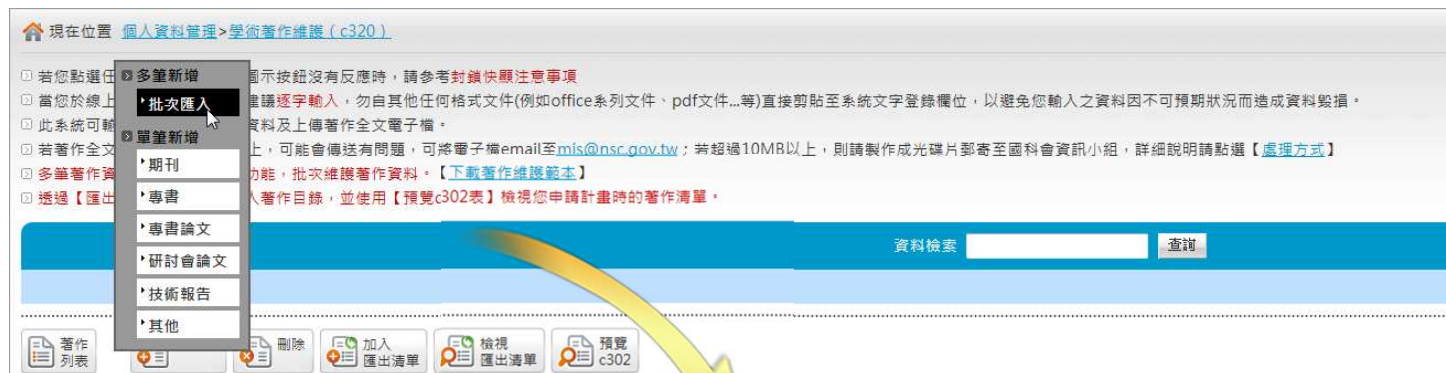 現在位置 個人資料管理>學術著作維護（c320）
若您點選任
圖示按鈕沒有反應時，請參考封鎖快顯注意事項
當您於線上
建議逐字輸入，勿自其他任何格式文件(例如office系列文件、pdf文件...等)直接剪貼至系統文字登錄欄位，以避免您輸入之資料因不可預期狀況而造成資料毀損。
此系統可輸
資料及上傳著作全文電子檔。
若著作全文
上，可能會傳送有問題，可將電子檔email至mis@nsc.gov.tw；若超過10MB以上，則請製作成光碟片郵寄至國科會資訊小組，詳細說明請點選【處理方式】
多筆著作資
功能，批次維護著作資料。【下載著作維護範本】
透過【匯出
人著作目錄，並使用【預覽c302表】檢視您申請計畫時的著作清單。
多筆新增
批次匯入
單筆新增
期刊
專書
專書論文
研討會論文
技術報告
其他
資料檢索 查詢
著作列表
刪除
加入匯出清單
檢視匯出清單
預覽c302